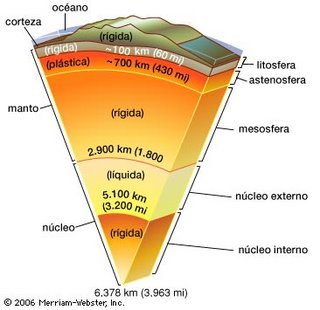 océano
corteza
(rígida)
(rígida) ~100 km (60 mi)
(plástica) ~700 km (430 mi)
litosfera
astenosfera
manto
(rígida)
mesosfera
2.900 km (1.800
(líquida)
5.100 km
(3.200 mi
núcleo externo
núcleo
(rígida)
núcleo interno
6,378 km (3.963 mi)
© 2006 Merriam-Webster, Inc.